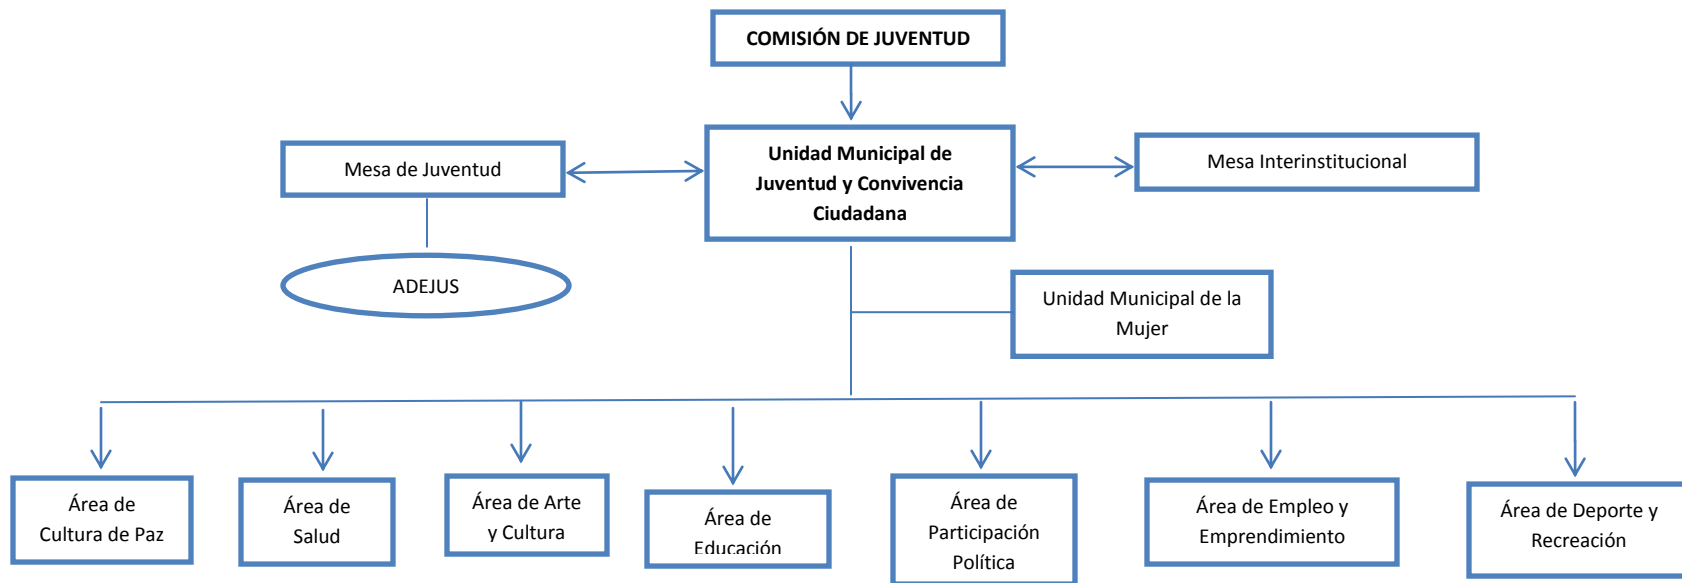 COMISIÓN DE JUVENTUD
Mesa de Juventud
Unidad Municipal de
Juventud y Convivencia
Ciudadana
Mesa Interinstitucional
ADEJUS
Unidad Municipal de la
Mujer
Área de
Cultura de Paz
Área de
Salud
Área de Arte
y Cultura
Área de
Educación
Área de
Participación
Política
Área de Empleo y
Emprendimiento
Área de Deporte y
Recreación